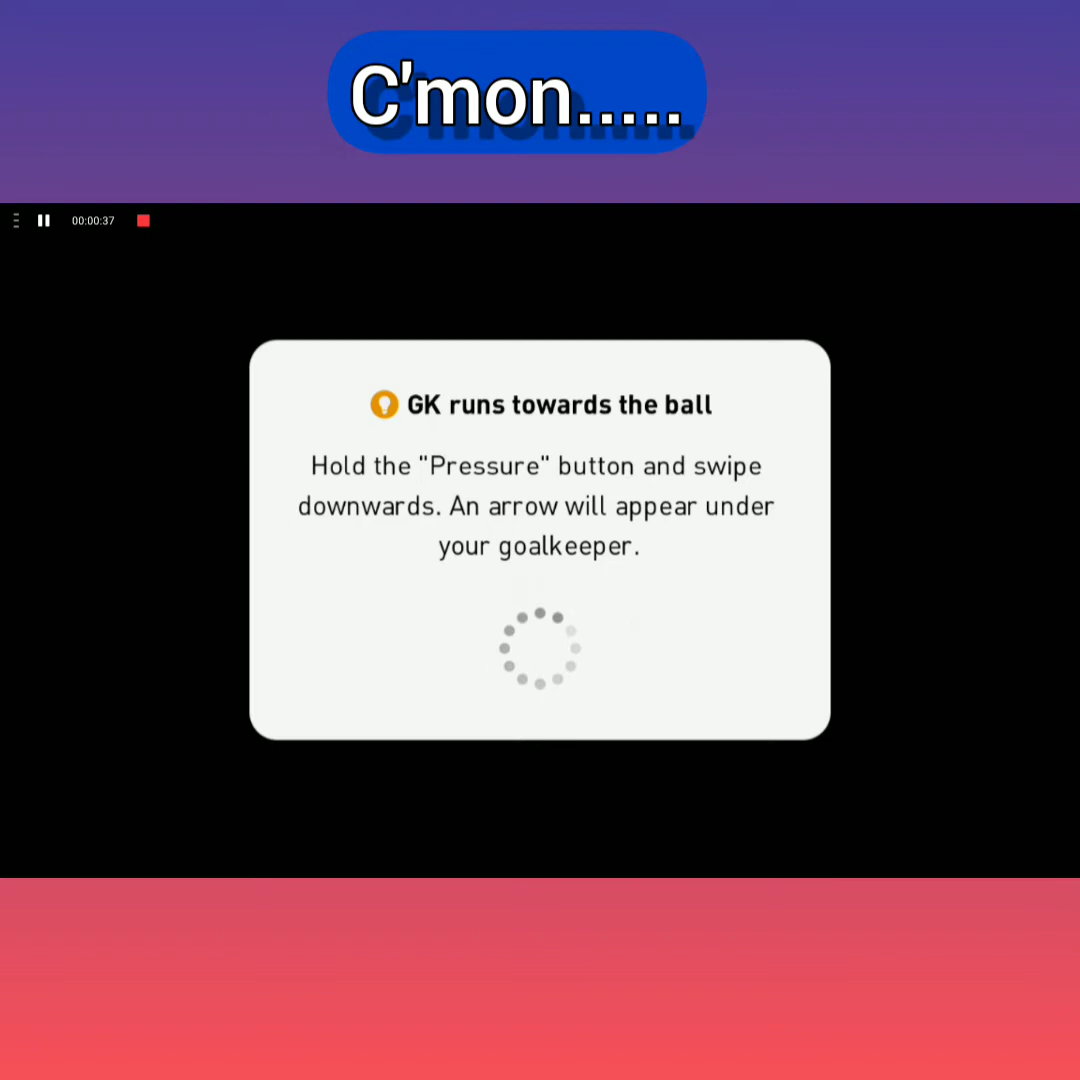 C'mon.....
00:00:37
GK runs towards the ball
Hold the "Pressure" button and swipe
downwards. An arrow will appear under
your goalkeeper.